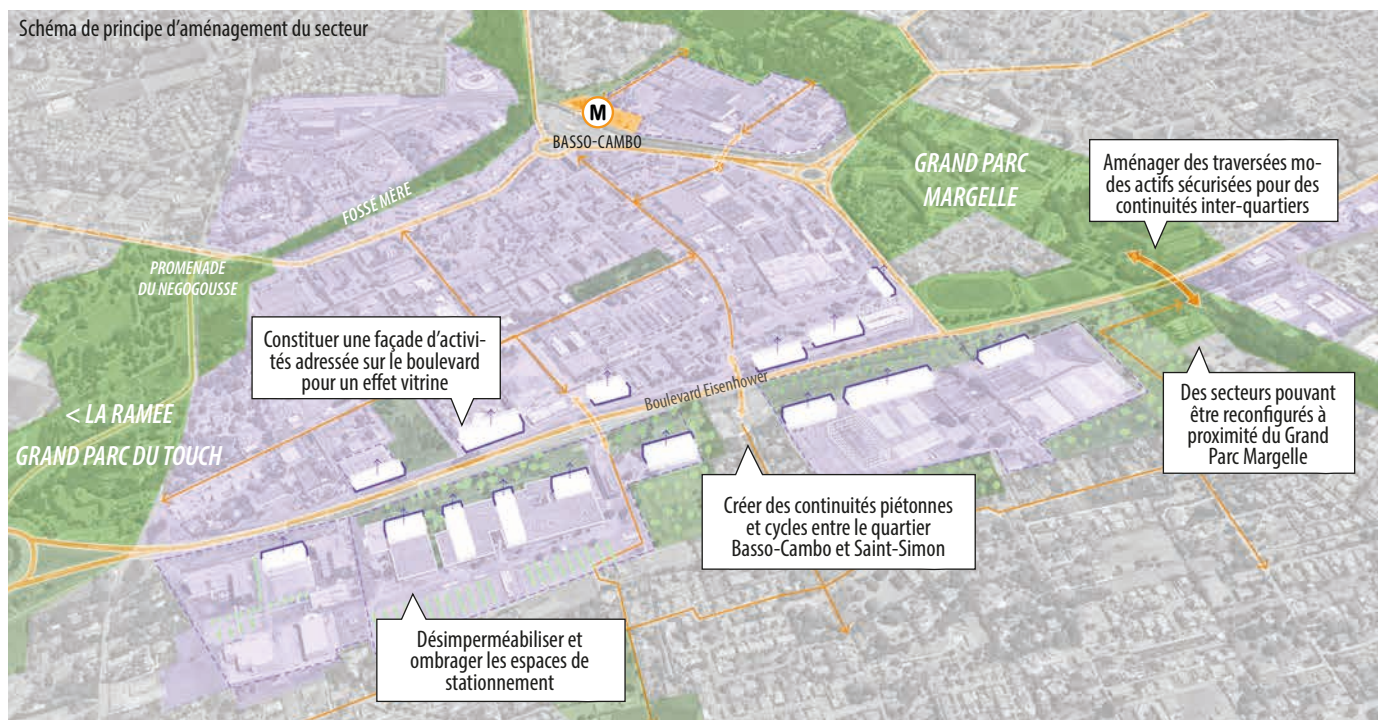 Schéma de principe d'aménagement du secteur
M
BASSO-CAMBO
GRAND PARC
MARGELLE
Aménager des traversées mo-
des actifs sécurisées pour des
continuités inter-quartiers
FOSSÉ MÈRE
PROMENADE
DU NEGOGOUSSE
Constituer une façade d'activi-
tés adressée sur le boulevard
pour un effet vitrine
Boulevard Eisenhower
< LA RAMEE
GRAND PARC DU TOUCH
Des secteurs pouvant
être reconfigurés à
proximité du Grand
Parc Margelle
Créer des continuités piétonnes
et cycles entre le quartier
Basso-Cambo et Saint-Simon
Désimperméabiliser et
ombrager les espaces de
stationnement